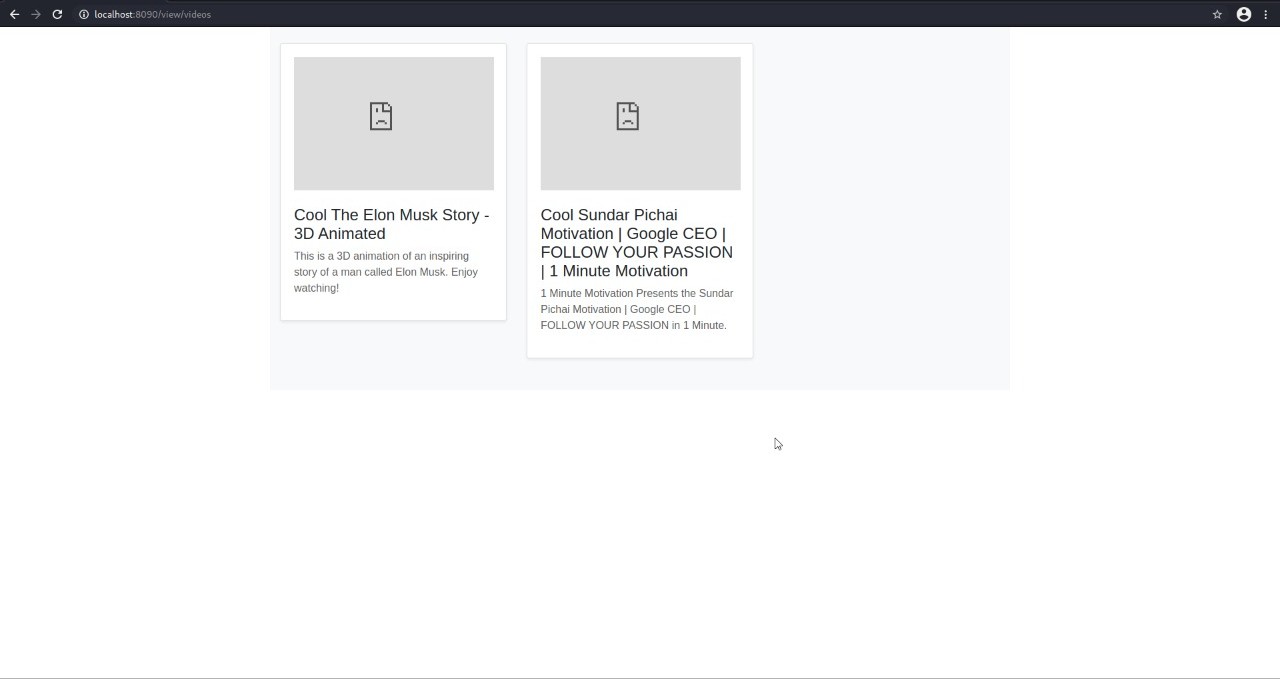 localhost:8090/view/videos
Cool The Elon Musk Story -
3D Animated
This is a 3D animation of an inspiring
story of a man called Elon Musk. Enjoy
watching!
Cool Sundar Pichai
Motivation | Google CEO |
FOLLOW YOUR PASSION
| 1 Minute Motivation
1 Minute Motivation Presents the Sundar
Pichai Motivation | Google CEO |
FOLLOW YOUR PASSION in 1 Minute.